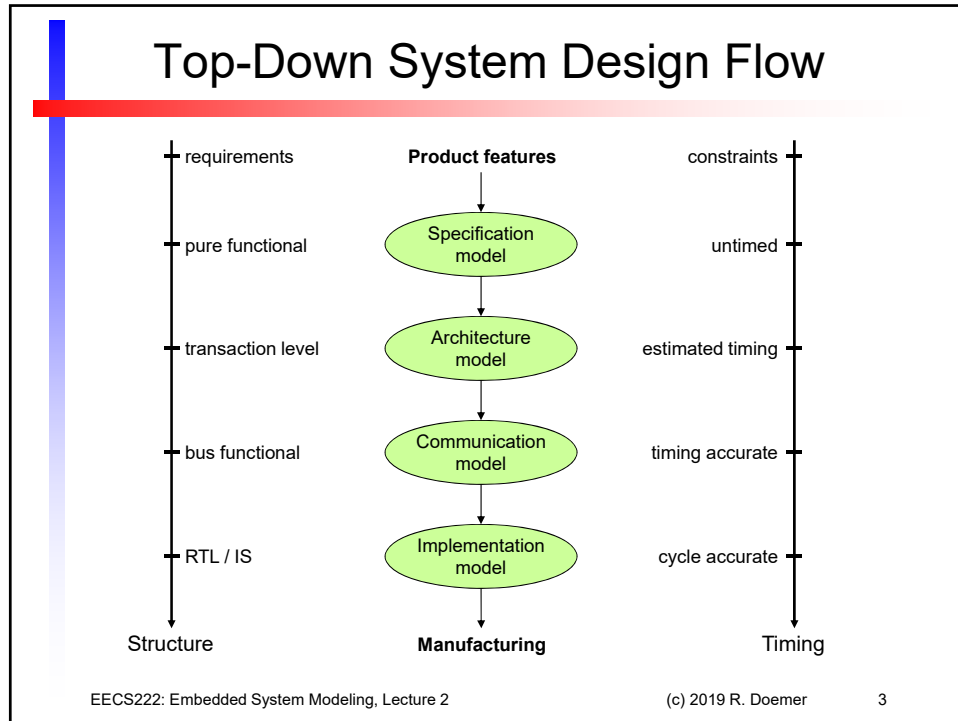 Top-Down System Design Flow
requirements
Product features
constraints
pure functional
Specification
model
untimed
transaction level
Architecture
model
estimated timing
bus functional
Communication
model
timing accurate
RTL / IS
Implementation
model
cycle accurate
Structure
Manufacturing
Timing
EECS222: Embedded System Modeling, Lecture 2
(c) 2019 R. Doemer
3